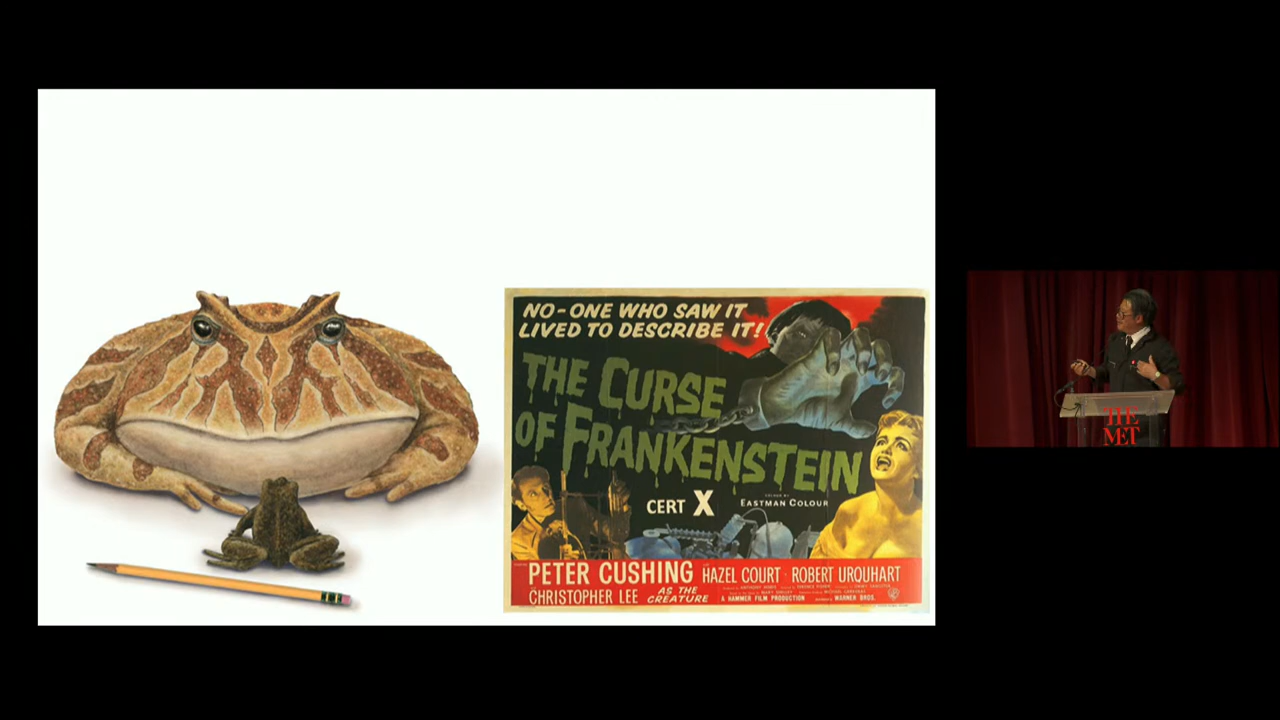 NO-ONE WHO SAW IT
LIVED TO DESCRIBE IT!
THE CURSE
OF FRANKENSTEIN
CERT X
EASTMAN COLOUR
PETER CUSHING
HAZEL COURT · ROBERT URQUHART
CHRISTOPHER LEE
AS THE
CREATURE
A HAMMER FILM PRODUCTION
WARNER BROS.
THE
MET